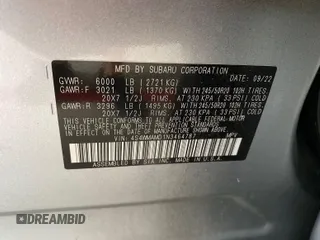 MFD BY SUBARU CORPORATION 09/22
GVWR: 6000 LB (2721 KG)
GAWR: F 3021 LB (1370 KG) WITH 245/50R20 102H TIRES,
20X7 1/2J RIMS, AT 230 KPA (33 PSI) COLD
GAWR: R 3296 LB (1495 KG) WITH 245/50R20 102H TIRES,
20X7 1/2J RIMS, AT 230 KPA (33 PSI) COLD
THIS VEHICLE CONFORMS TO ALL APPLICABLE FEDERAL MOTOR
VEHICLE SAFETY, BUMPER, AND THEFT
PREVENTION STANDARDS IN EFFECT ON THE DATE OF
MANUFACTURE SHOWN ABOVE.
MPV
ASSEMBLED BY MADE IN U.S.A.
DREAMBID